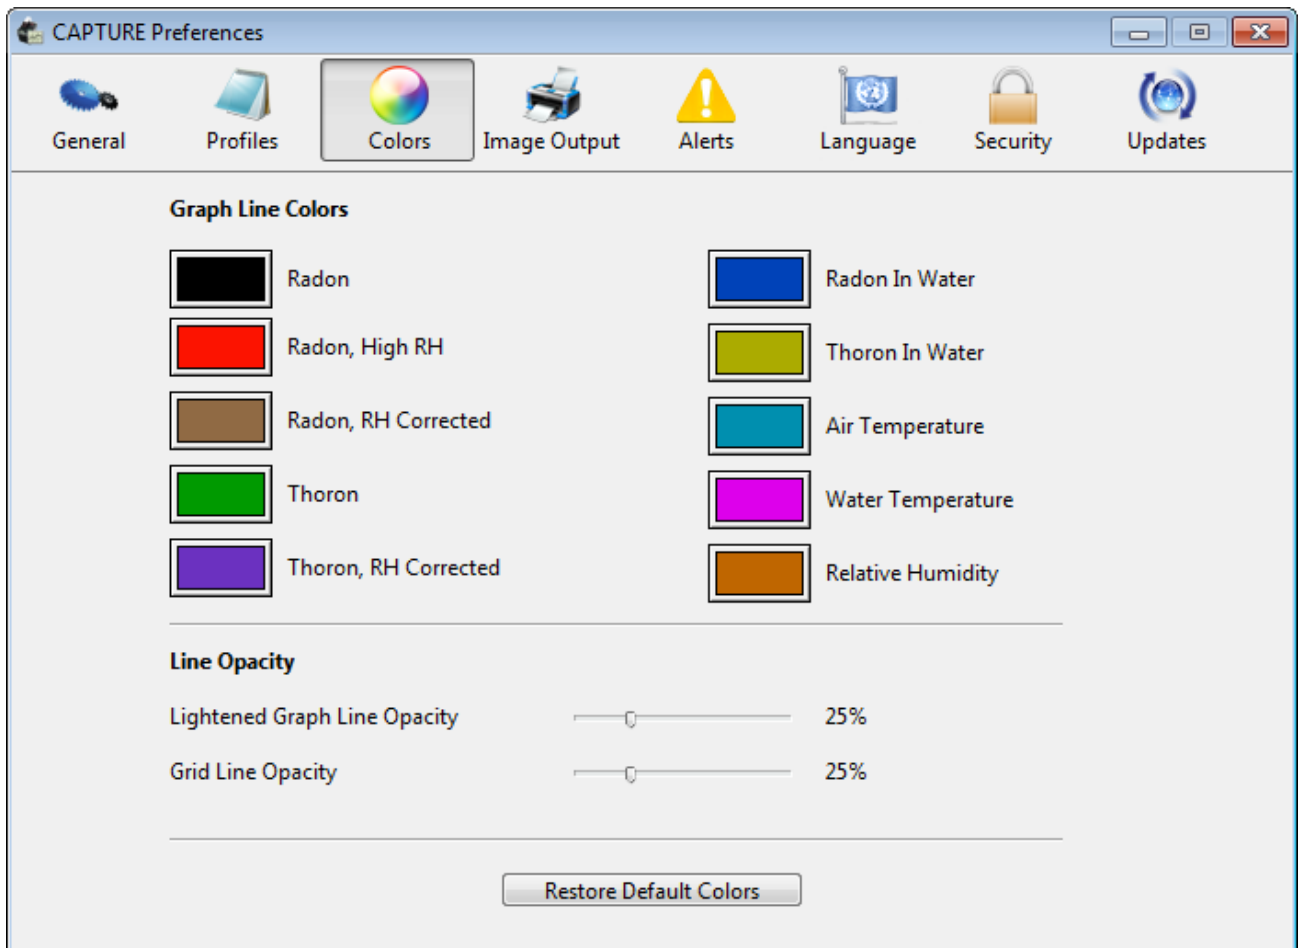 CAPTURE Preferences
General Profiles Colors Image Output Alerts Language Security Updates
Graph Line Colors
Radon
Radon, High RH
Radon, RH Corrected
Thoron
Thoron, RH Corrected
Radon In Water
Thoron In Water
Air Temperature
Water Temperature
Relative Humidity
Line Opacity
Lightened Graph Line Opacity 25%
Grid Line Opacity 25%
Restore Default Colors